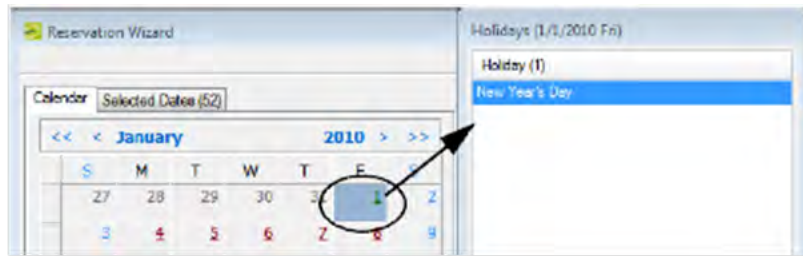 Reservation Wizard
Calendar Selected Dates (52)
<< < January 2010 > >>
S M T W T F S
27 28 29 30 31 1 2
3 4 5 6 7 8 9
Holidays (1/1/2010 Fri)
Holiday (1)
New Year's Day